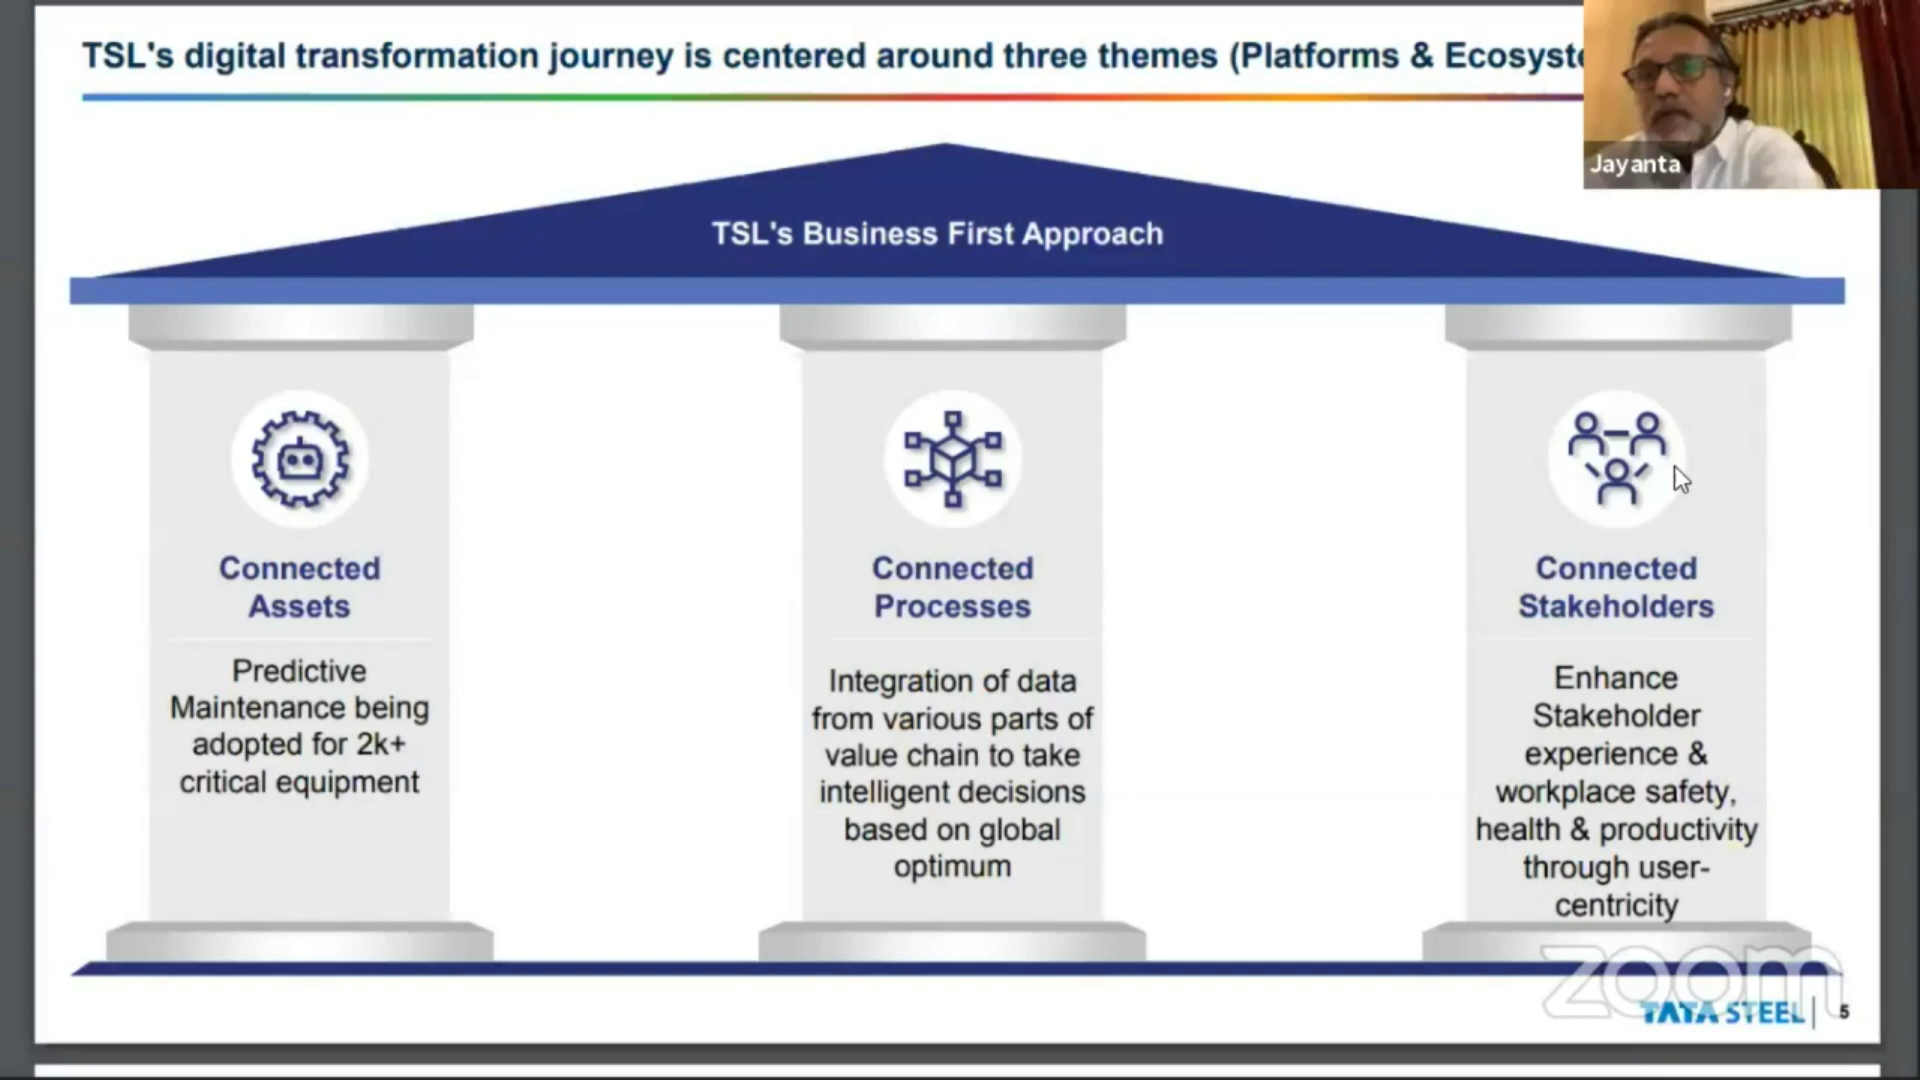 TSL's digital transformation journey is centered around three themes (Platforms & Ecosyste
Jayanta
TSL's Business First Approach
Connected
Assets
Predictive
Maintenance being
adopted for 2k+
critical equipment
Connected
Processes
Integration of data
from various parts of
value chain to take
intelligent decisions
based on global
optimum
Connected
Stakeholders
Enhance
Stakeholder
experience &
workplace safety,
health & productivity
through user-
centricity
zoom
TATA STEEL
5